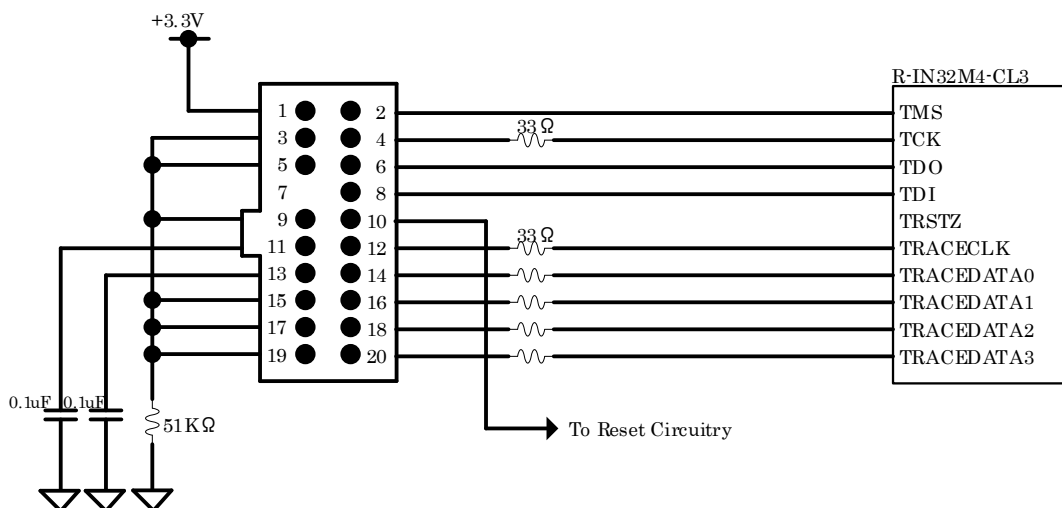 +3.3V
R-IN32M4-CL3
1 2 TMS
3 4 33Ω TCK
5 6 TDO
7 8 TDI
9 10 TRSTZ
11 12 33Ω TRACECLK
13 14 TRACEDATA0
15 16 TRACEDATA1
17 18 TRACEDATA2
19 20 TRACEDATA3
0.1uF 0.1uF 51KΩ To Reset Circuitry